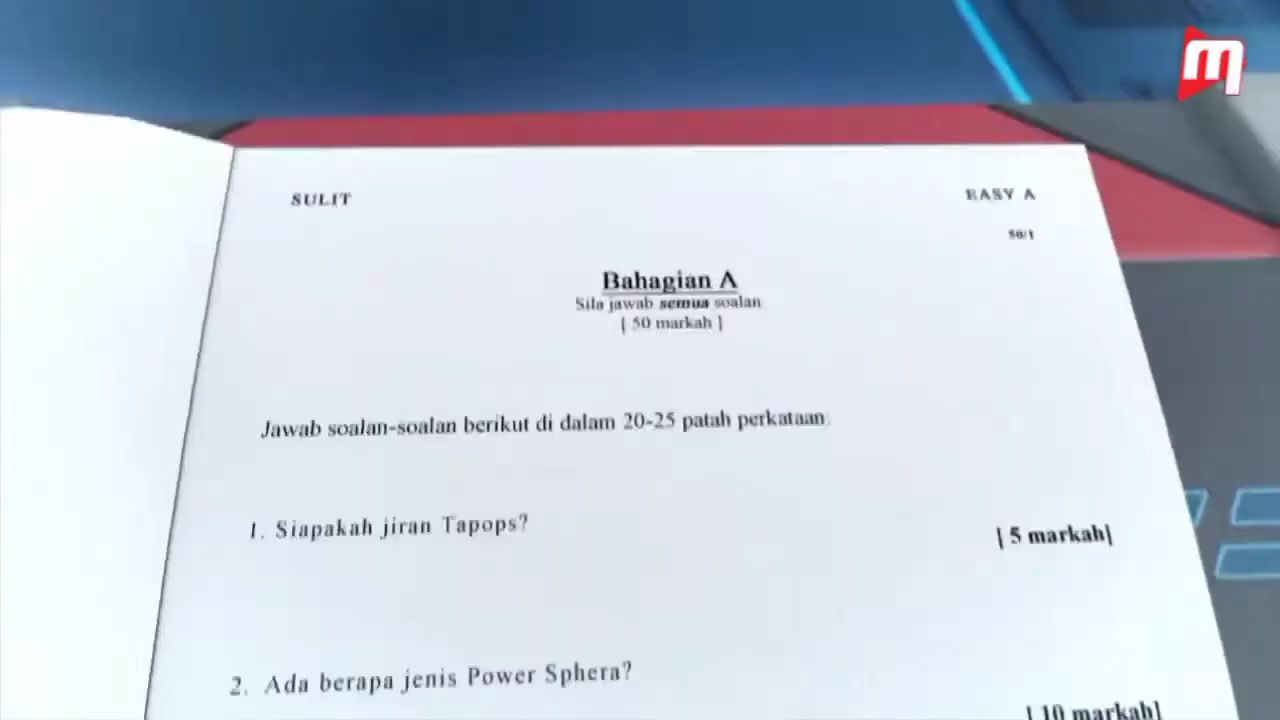 SULIT
EASY A
50/1
Bahagian A
Sila jawab semua soalan
[ 50 markah ]
Jawab soalan-soalan berikut di dalam 20-25 patah perkataan:
1. Siapakah jiran Tapops?
[ 5 markah]
2. Ada berapa jenis Power Sphera?
[ 10 markah]